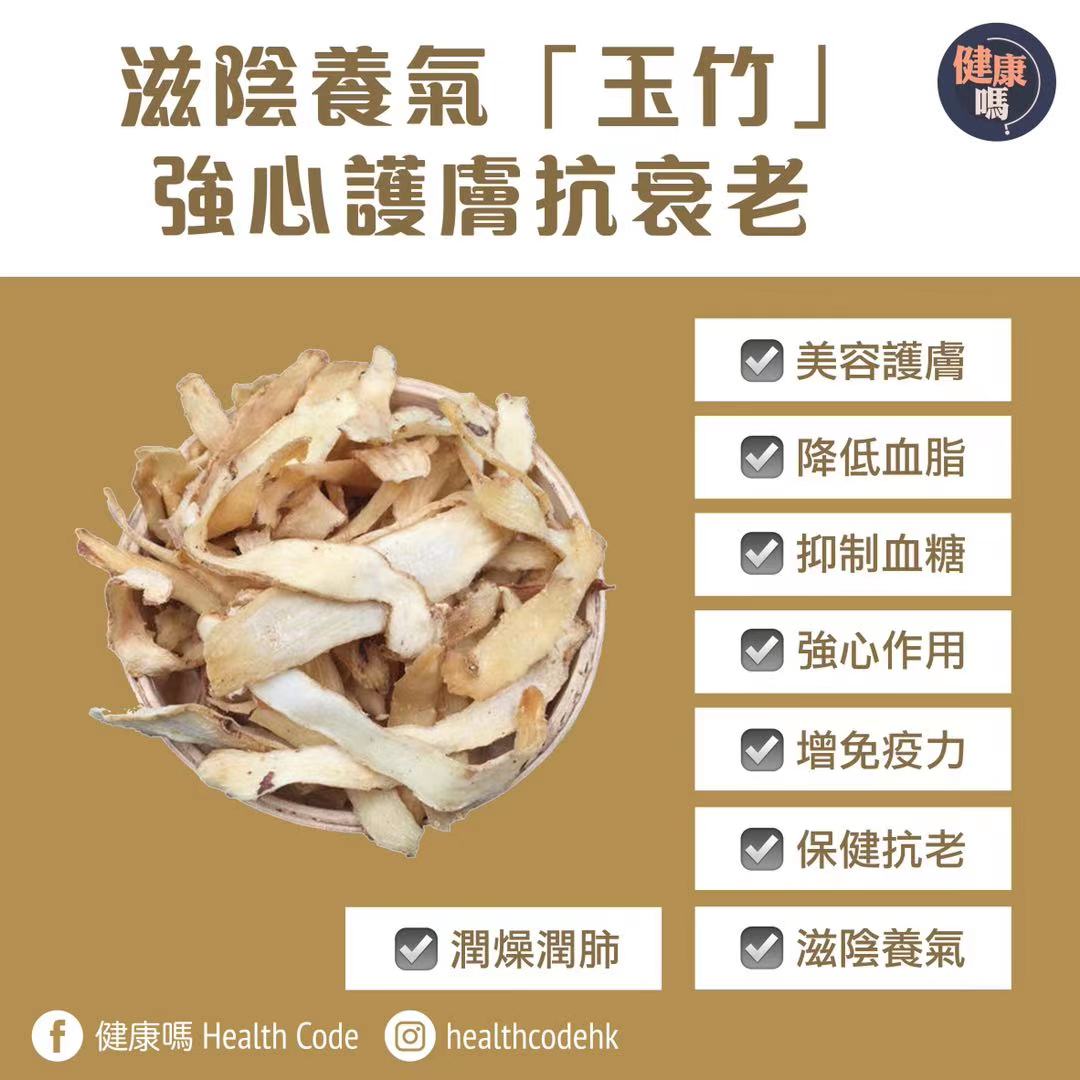 滋陰養氣「玉竹」
強心護膚抗衰老
健康
嗎?
美容護膚
降低血脂
抑制血糖
強心作用
增免疫力
保健抗老
潤燥潤肺
滋陰養氣
健康嗎 Health Code
healthcodehk